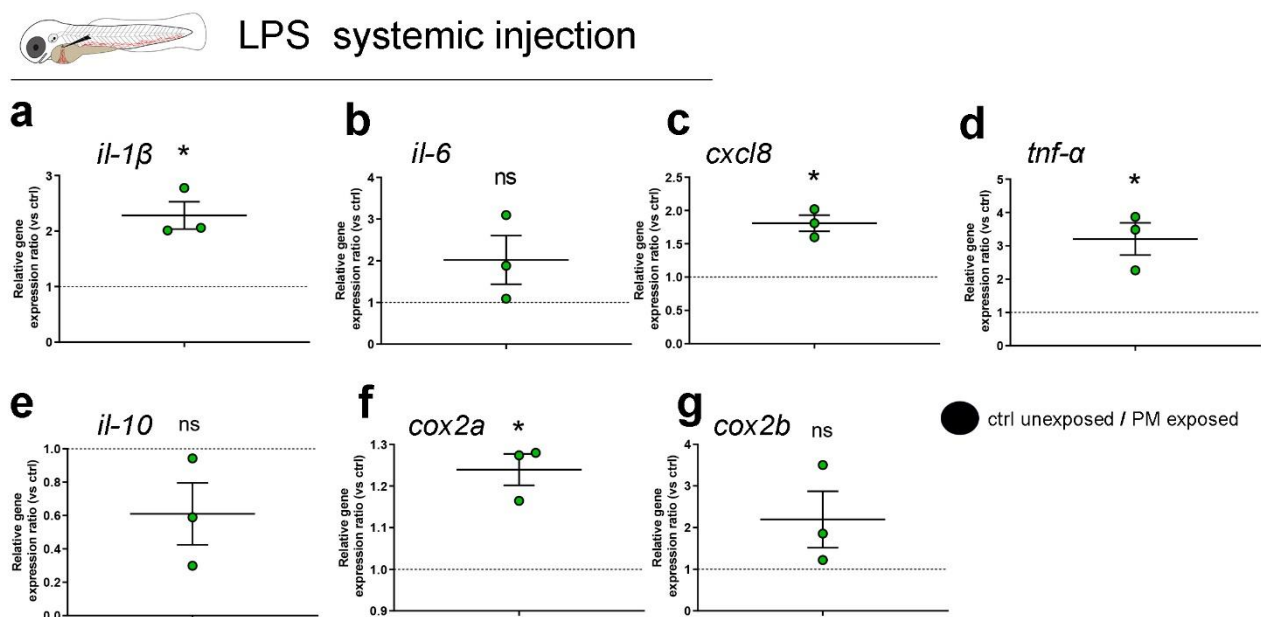 LPS systemic injection
a
il-1β
*
Relative gene
expression ratio (vs ctrl)
3
2
1
0
b
il-6
ns
Relative gene
expression ratio (vs ctrl)
4
3
2
1
0
c
cxcl8
*
Relative gene
expression ratio (vs ctrl)
2.5
2.0
1.5
1.0
0.5
0.0
d
tnf-α
*
Relative gene
expression ratio (vs ctrl)
5
4
3
2
1
0
e
il-10
ns
Relative gene
expression ratio (vs ctrl)
1.0
0.8
0.6
0.4
0.2
0.0
f
cox2a
*
Relative gene
expression ratio (vs ctrl)
1.3
1.2
1.1
1.0
0.9
g
cox2b
ns
Relative gene
expression ratio (vs ctrl)
4
3
2
1
0
ctrl unexposed / PM exposed